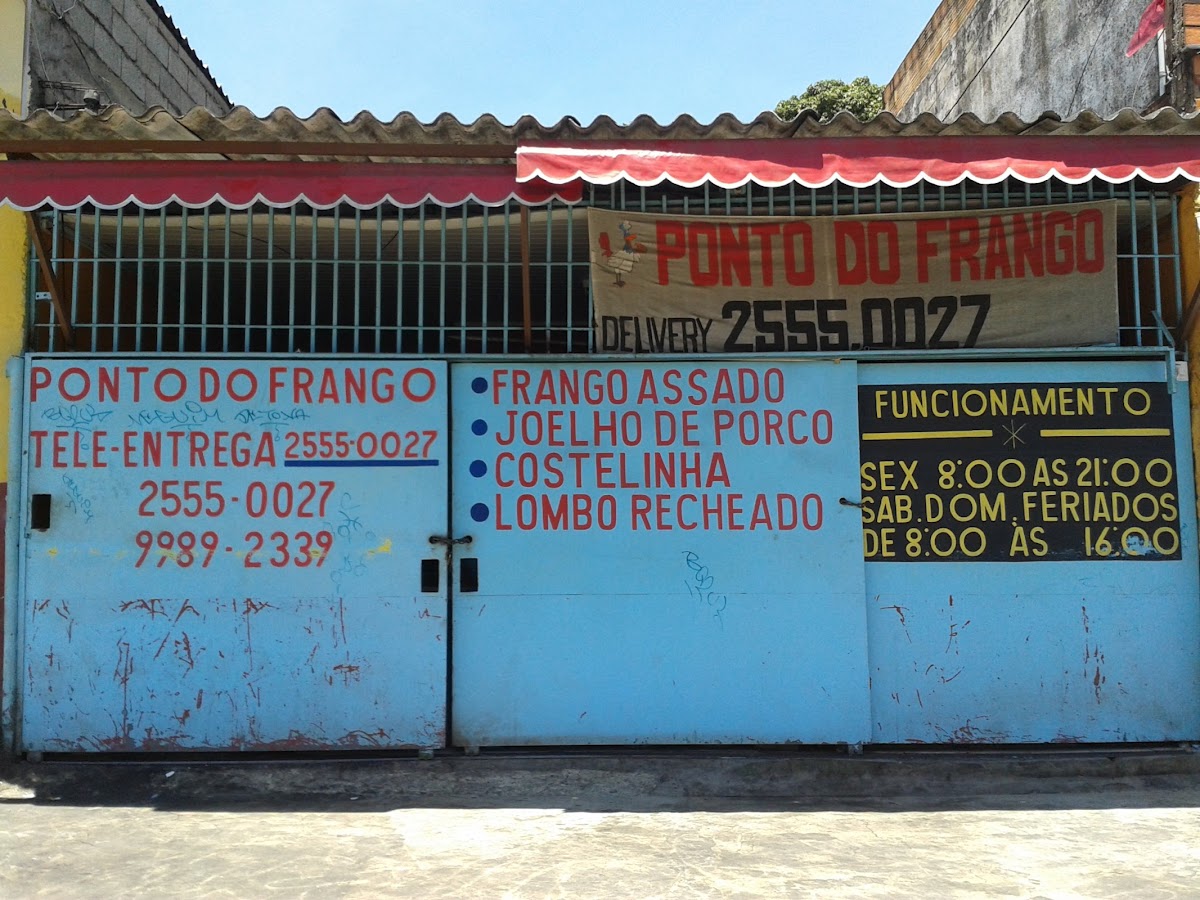 PONTO DO FRANGO
DELIVERY 2555.0027
PONTO DO FRANGO
TELE-ENTREGA 2555-0027
2555-0027
9989-2339
• FRANGO ASSADO
• JOELHO DE PORCO
• COSTELINHA
• LOMBO RECHEADO
FUNCIONAMENTO
SEX 8:00 AS 21:00
SAB. DOM. FERIADOS
DE 8:00 ÀS 16:00